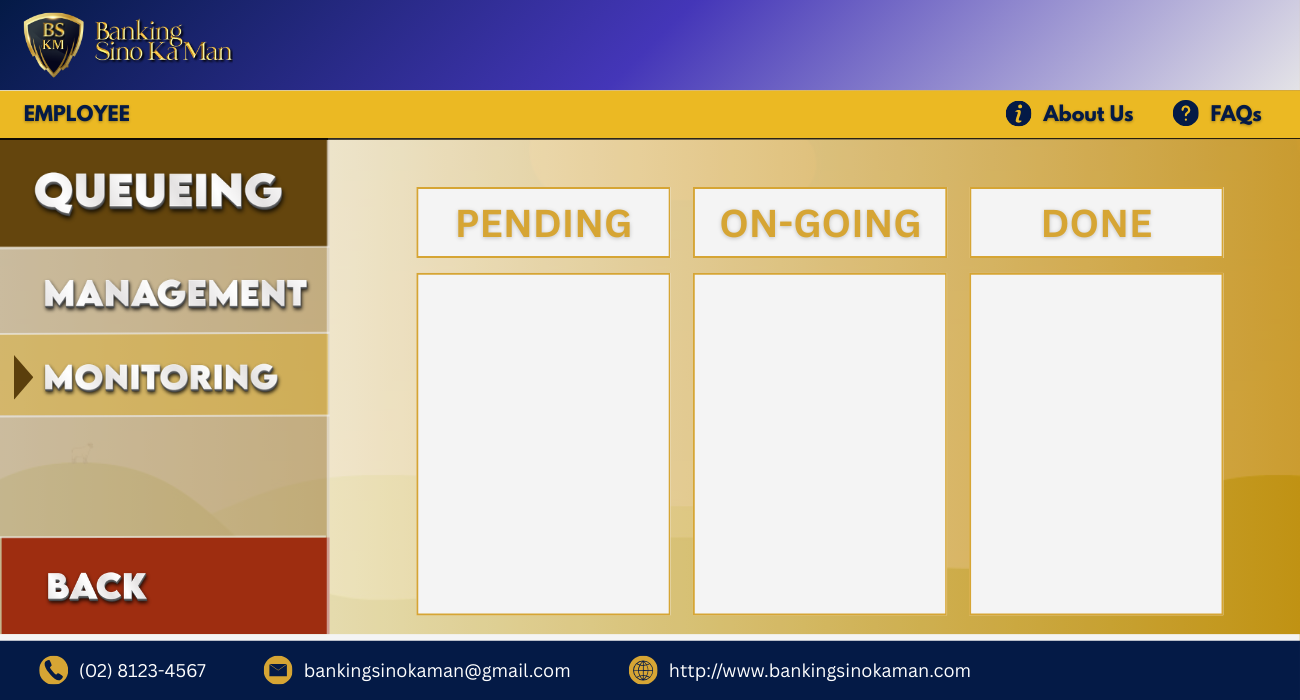 BS
KM
Banking
Sino Ka Man
EMPLOYEE
About Us
FAQs
QUEUEING
MANAGEMENT
MONITORING
BACK
PENDING
ON-GOING
DONE
(02) 8123-4567
bankingsinokaman@gmail.com
http://www.bankingsinokaman.com